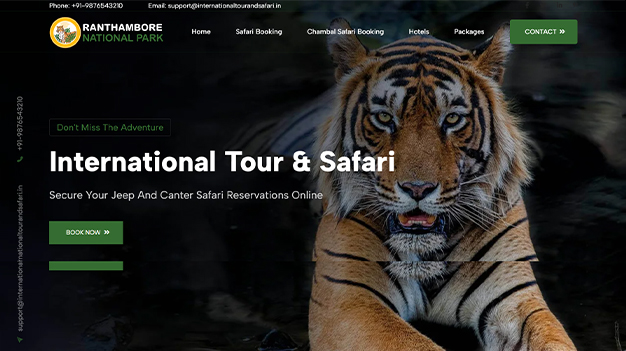 Phone: +91-9876543210 Email: support@internationaltourandsafari.in
RANTHAMBORE
NATIONAL PARK
Home Safari Booking Chambal Safari Booking Hotels Packages CONTACT »
+91-9876543210
support@internationalnationaltourandsafari.in
Don't Miss The Adventure
International Tour & Safari
Secure Your Jeep And Canter Safari Reservations Online
BOOK NOW »